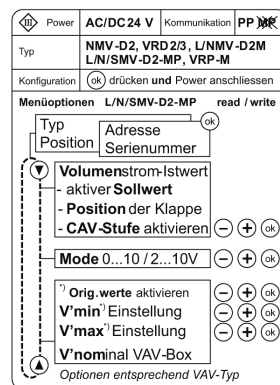 III Power AC/DC 24 V Kommunikation PP MP
Typ NMV-D2, VRD2/3, L/NMV-D2M
L/N/SMV-D2-MP, VRP-M
Konfiguration ok drücken und Power anschliessen
Menüoptionen L/N/SMV-D2-MP read / write
Typ
Position
Adresse
Serienummer
ok
Volumenstrom-Istwert
- aktiver Sollwert
- Position der Klappe
- CAV-Stufe aktivieren - + ok
Mode 0...10 / 2...10V - + ok
*) Orig.werte aktivieren - + ok
V'min*) Einstellung - + ok
V'max*) Einstellung - + ok
V'nominal VAV-Box
Optionen entsprechend VAV-Typ